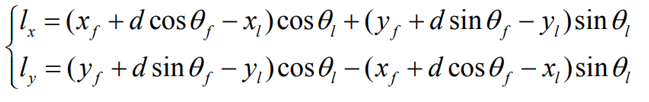 l_x = (x_f + d cos θ_f − x_l) cos θ_l + (y_f + d sin θ_f − y_l) sin θ_l
l_y = (y_f + d sin θ_f − y_l) cos θ_l − (x_f + d cos θ_f − x_l) sin θ_l